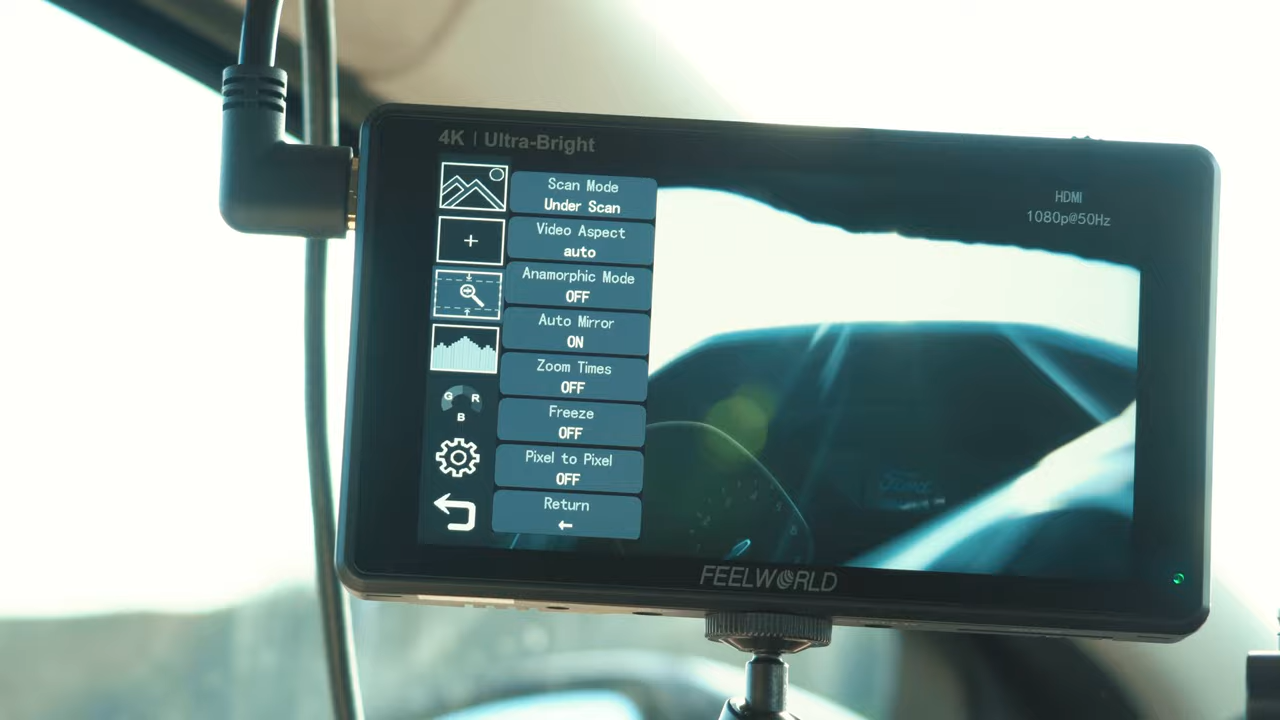 4K | Ultra-Bright
HDMI
1080p@50Hz
Scan Mode
Under Scan
Video Aspect
auto
Anamorphic Mode
OFF
Auto Mirror
ON
Zoom Times
OFF
Freeze
OFF
Pixel to Pixel
OFF
Return
←
G R
B
Ford
FEELWORLD